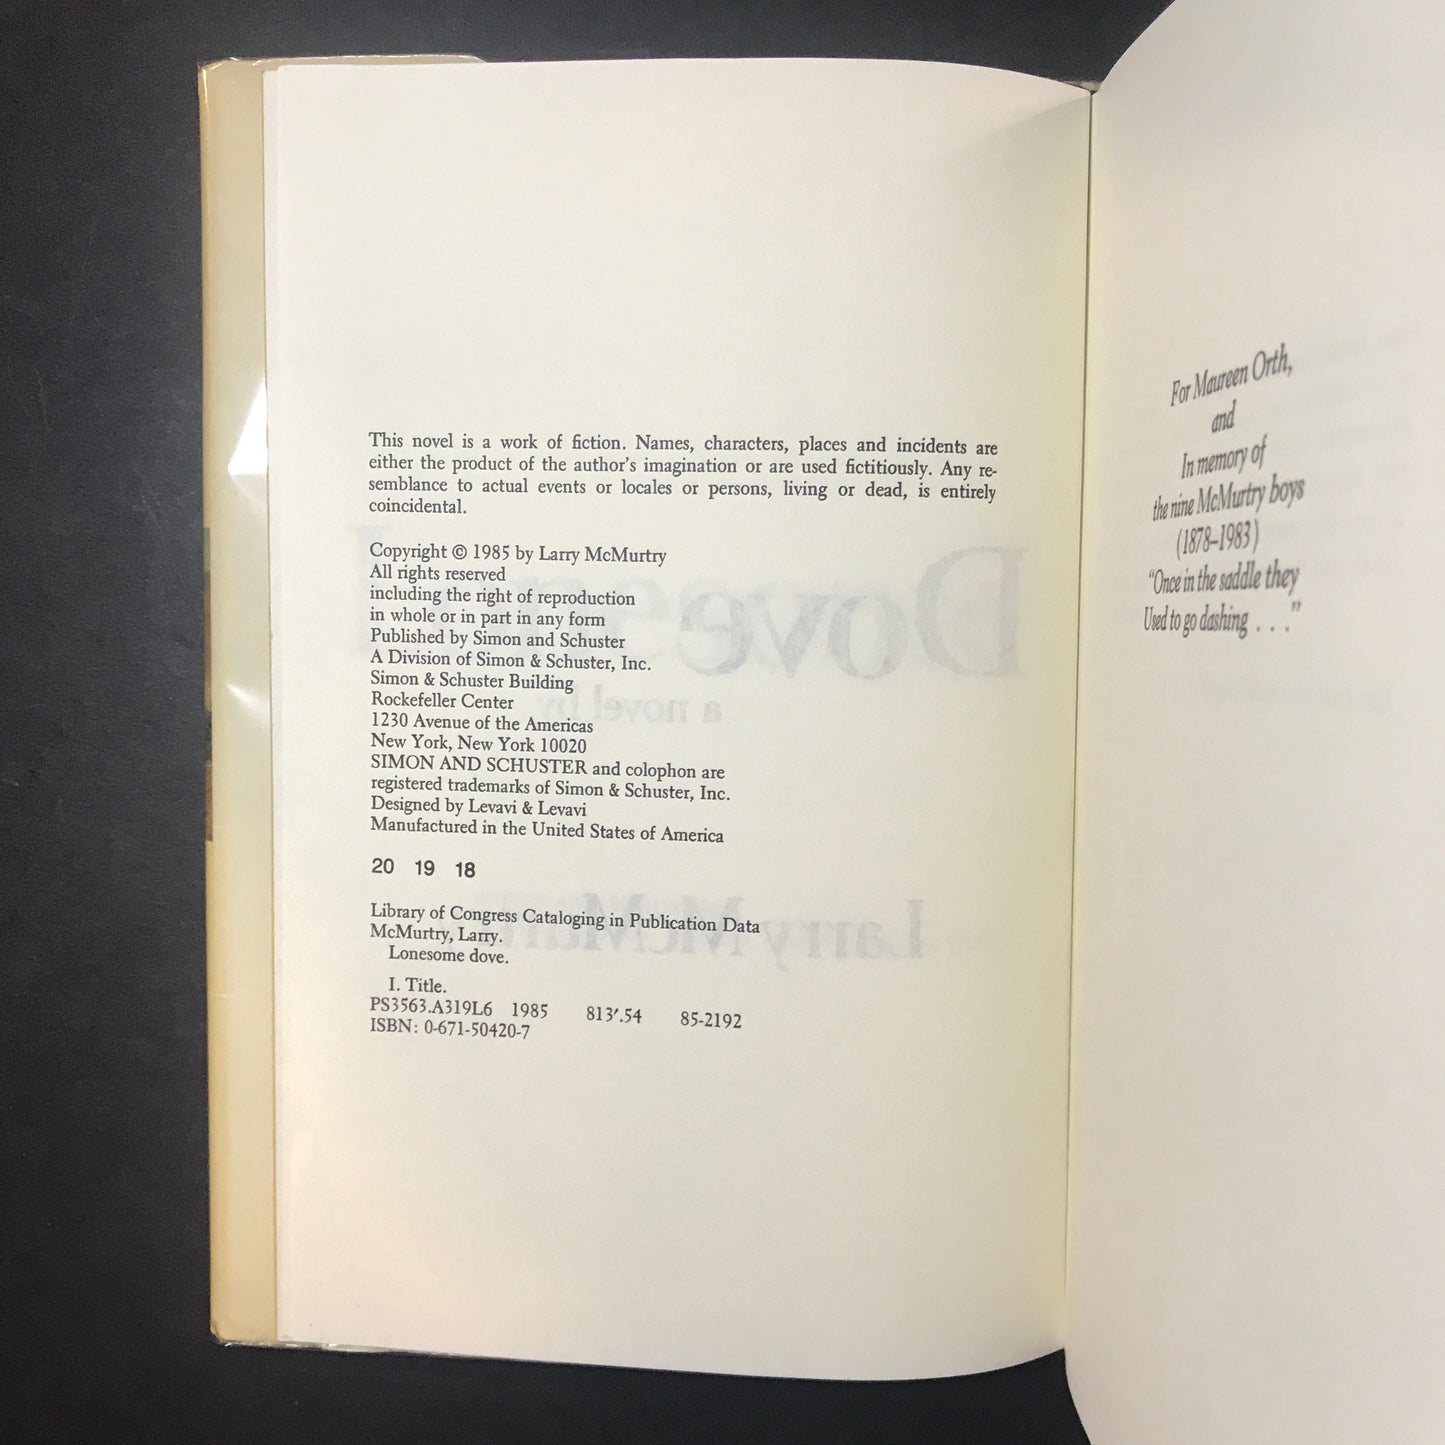 This novel is a work of fiction. Names, characters, places and incidents are
either the product of the author's imagination or are used fictitiously. Any re-
semblance to actual events or locales or persons, living or dead, is entirely
coincidental.
Copyright © 1985 by Larry McMurtry
All rights reserved
including the right of reproduction
in whole or in part in any form
Published by Simon and Schuster
A Division of Simon & Schuster, Inc.
Simon & Schuster Building
Rockefeller Center
1230 Avenue of the Americas
New York, New York 10020
SIMON AND SCHUSTER and colophon are
registered trademarks of Simon & Schuster, Inc.
Designed by Levavi & Levavi
Manufactured in the United States of America
20 19 18
Library of Congress Cataloging in Publication Data
McMurtry, Larry.
Lonesome dove.
I. Title.
PS3563.A319L6 1985 813'.54 85-2192
ISBN: 0-671-50420-7
For Maureen Orth,
and
In memory of
the nine McMurtry boys
(1878–1983)
"Once in the saddle they
Used to go dashing . . ."